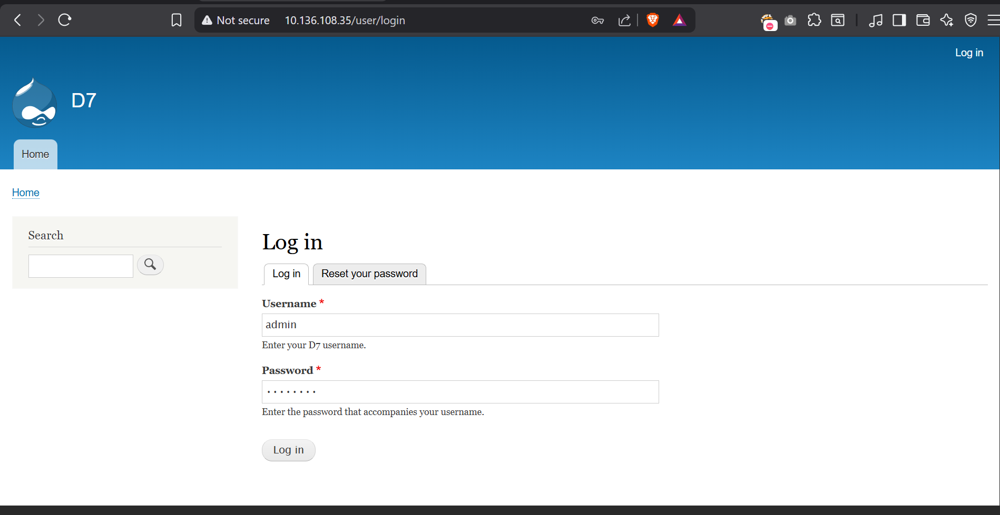 Not secure 10.136.108.35/user/login
Log in
D7
Home
Home
Search
Log in
Log in Reset your password
Username *
admin
Enter your D7 username.
Password *
••••••••
Enter the password that accompanies your username.
Log in